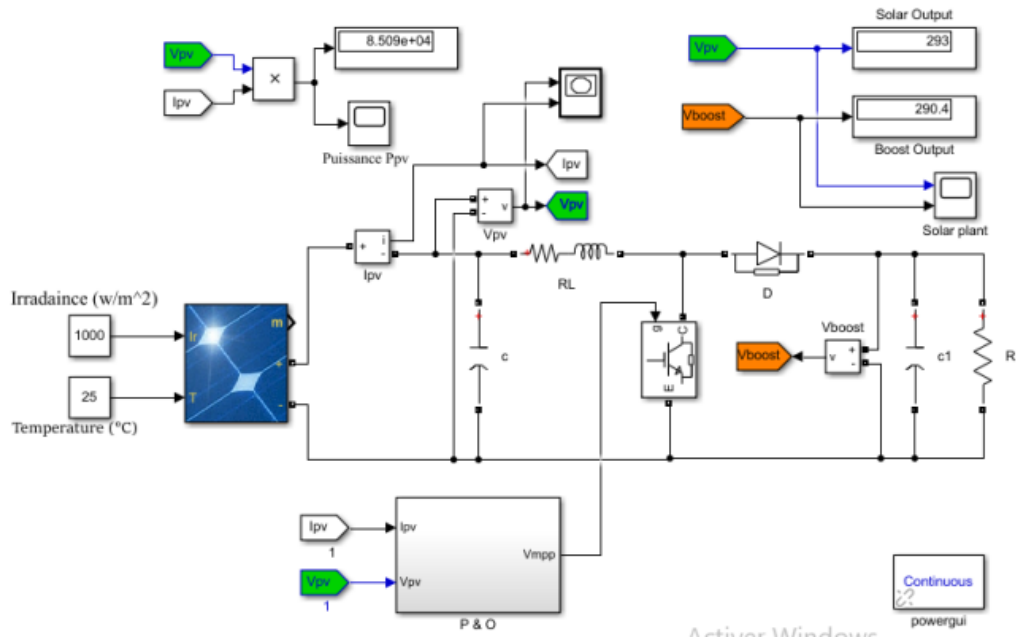 Vpv
Ipv
×
8.509e+04
Puissance Ppv
Solar Output
Vpv
293
Vboost
290.4
Boost Output
Solar plant
Ipv
Vpv
+
-
v
Vpv
+
i
-
Ipv
RL
D
Irradaince (w/m^2)
1000
Ir
m
+
25
T
-
Temperature (°C)
c
g
C
E
Vboost
Vboost
v
+
-
c1
R
Ipv
1
Ipv
Vmpp
Vpv
1
Vpv
P & O
Continuous
powergui
Activer Windows